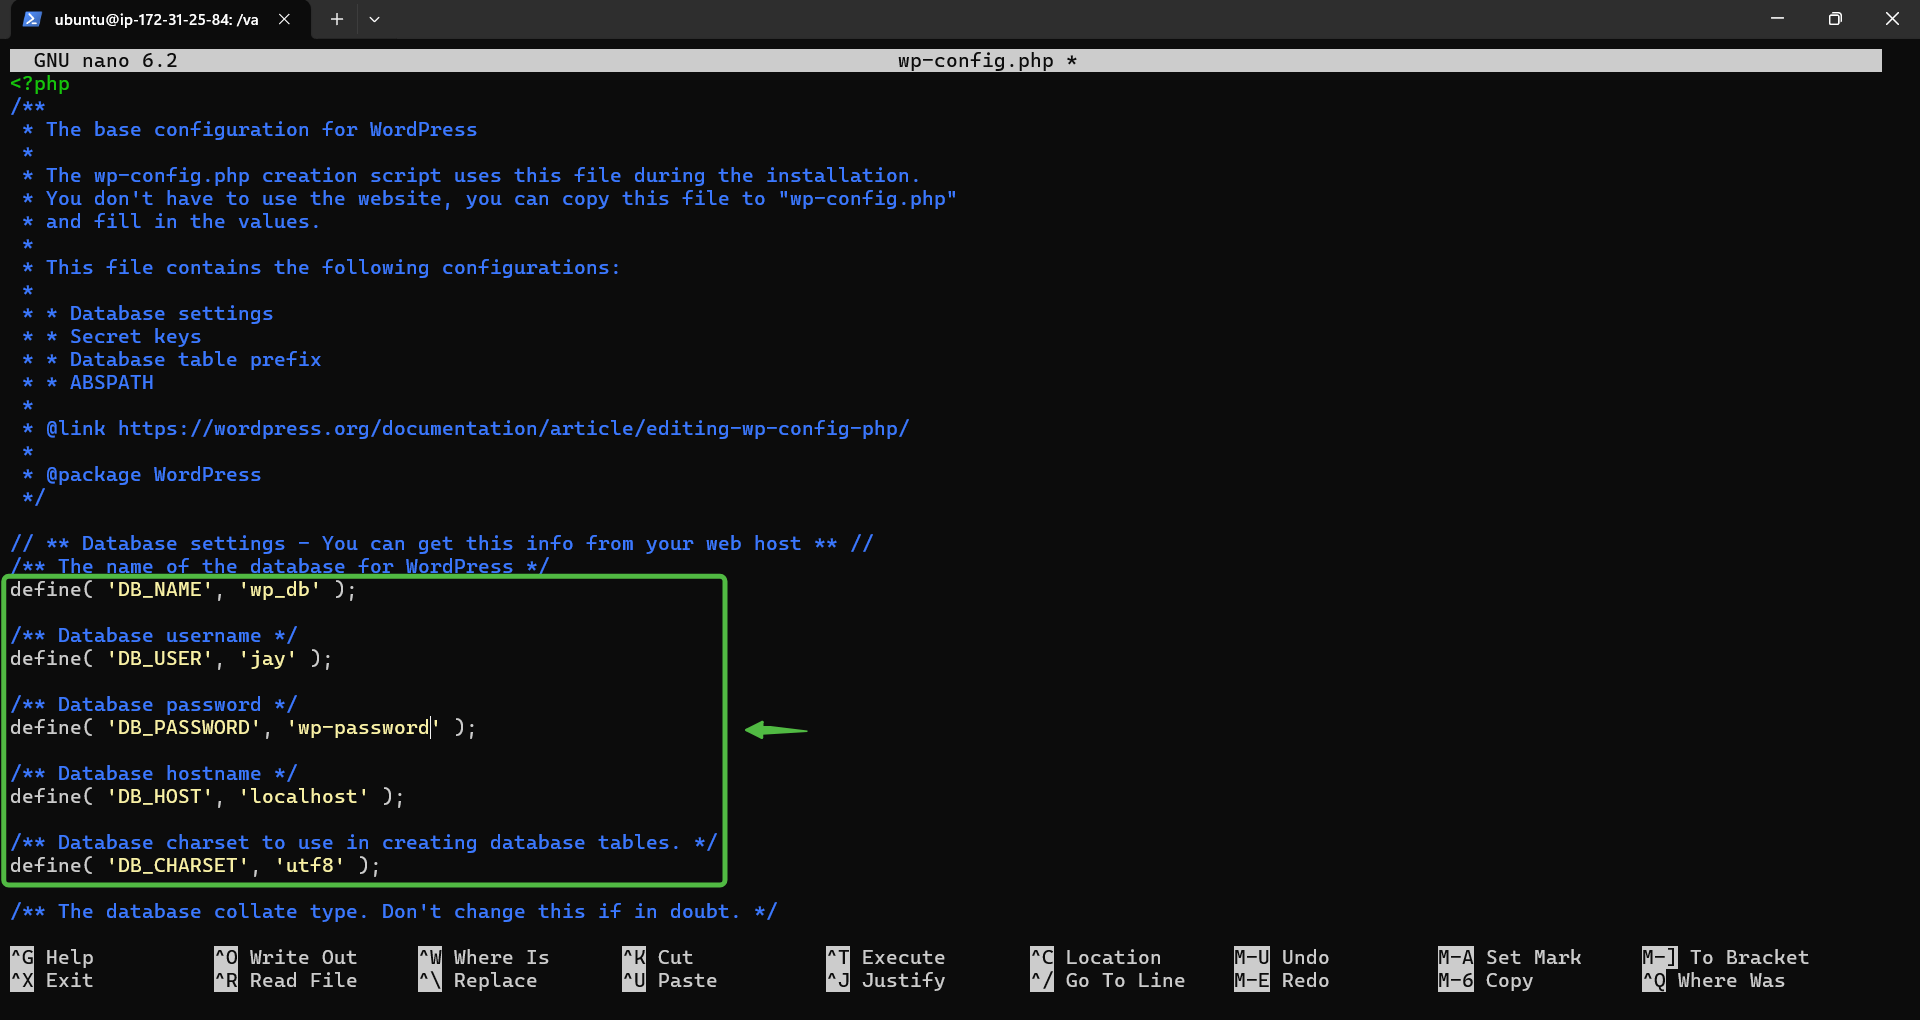 ubuntu@ip-172-31-25-84: /va
GNU nano 6.2 wp-config.php *
<?php
/**
 * The base configuration for WordPress
 *
 * The wp-config.php creation script uses this file during the installation.
 * You don't have to use the website, you can copy this file to "wp-config.php"
 * and fill in the values.
 *
 * This file contains the following configurations:
 *
 * * Database settings
 * * Secret keys
 * * Database table prefix
 * * ABSPATH
 *
 * @link https://wordpress.org/documentation/article/editing-wp-config-php/
 *
 * @package WordPress
 */

// ** Database settings - You can get this info from your web host ** //
/** The name of the database for WordPress */
define( 'DB_NAME', 'wp_db' );

/** Database username */
define( 'DB_USER', 'jay' );

/** Database password */
define( 'DB_PASSWORD', 'wp-password' );

/** Database hostname */
define( 'DB_HOST', 'localhost' );

/** Database charset to use in creating database tables. */
define( 'DB_CHARSET', 'utf8' );

/** The database collate type. Don't change this if in doubt. */

^G Help ^O Write Out ^W Where Is ^K Cut ^T Execute ^C Location M-U Undo M-A Set Mark M-] To Bracket
^X Exit ^R Read File ^\ Replace ^U Paste ^J Justify ^/ Go To Line M-E Redo M-6 Copy ^Q Where Was